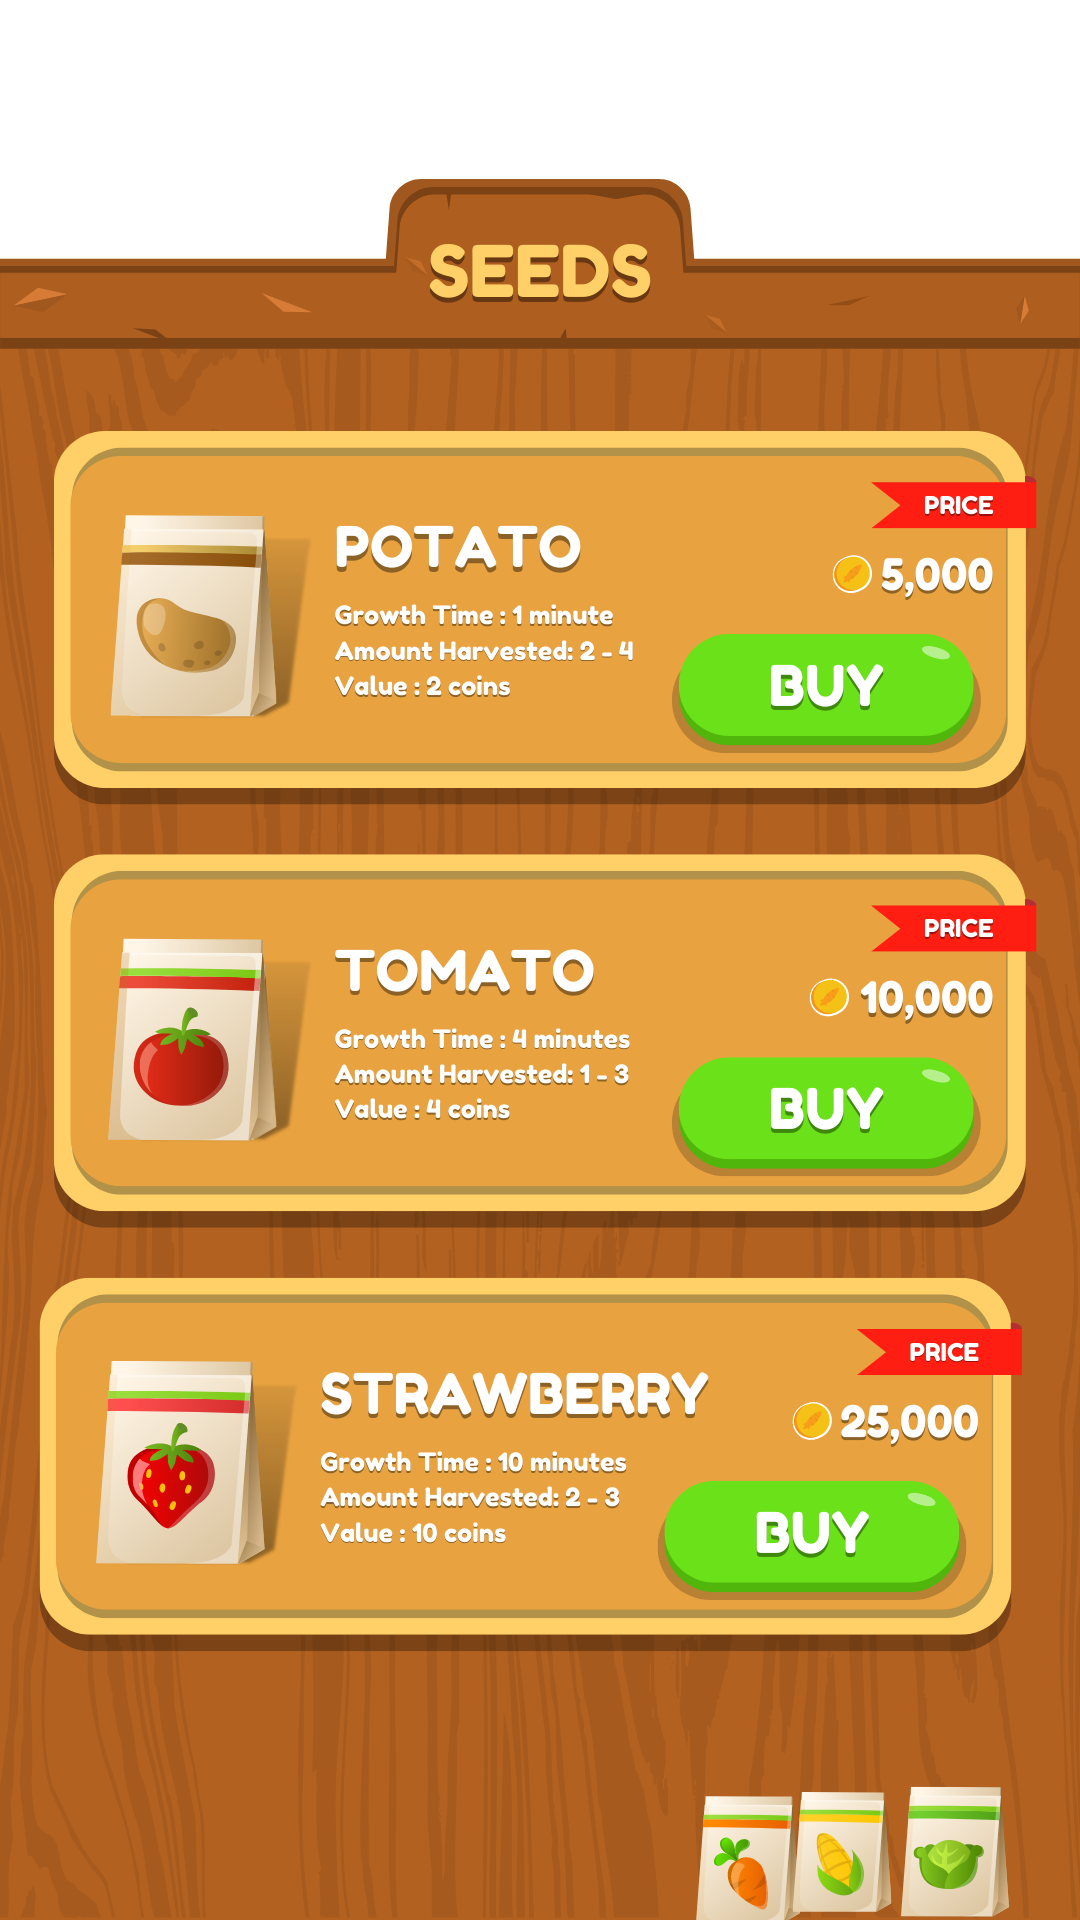 SEEDS
PRICE
POTATO
5,000
Growth Time : 1 minute
Amount Harvested: 2 - 4
Value : 2 coins
BUY
PRICE
TOMATO
10,000
Growth Time : 4 minutes
Amount Harvested: 1 - 3
Value : 4 coins
BUY
PRICE
STRAWBERRY
25,000
Growth Time : 10 minutes
Amount Harvested: 2 - 3
Value : 10 coins
BUY